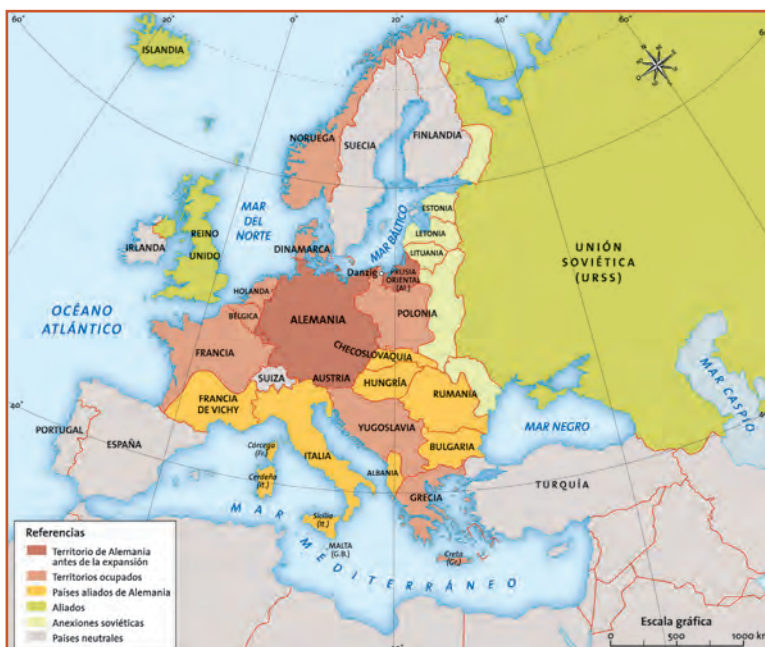 60°
20°
0°
20°
40°
60°
ISLANDIA
NORUEGA
SUECIA
FINLANDIA
MAR
DEL
NORTE
ESTONIA
LETONIA
LITUANIA
MAR BÁLTICO
IRLANDA
REINO
UNIDO
DINAMARCA
Danzig
PRUSIA
ORIENTAL
(Al.)
UNIÓN
SOVIÉTICA
(URSS)
HOLANDA
BÉLGICA
ALEMANIA
POLONIA
OCÉANO
ATLÁNTICO
CHECOSLOVAQUIA
FRANCIA
SUIZA
AUSTRIA
HUNGRÍA
RUMANIA
MAR CASPIO
FRANCIA
DE VICHY
40°
YUGOSLAVIA
MAR NEGRO
PORTUGAL
ESPAÑA
Córcega
(Fr.)
ITALIA
BULGARIA
Cerdeña
(It.)
ALBANIA
TURQUÍA
GRECIA
Sicilia
(It.)
MALTA
(G.B.)
Creta
(Gr.)
MAR MEDITERRÁNEO
Referencias
Territorio de Alemania
antes de la expansión
Territorios ocupados
Países aliados de Alemania
Aliados
Anexiones soviéticas
Países neutrales
Escala gráfica
0 500 1000 km